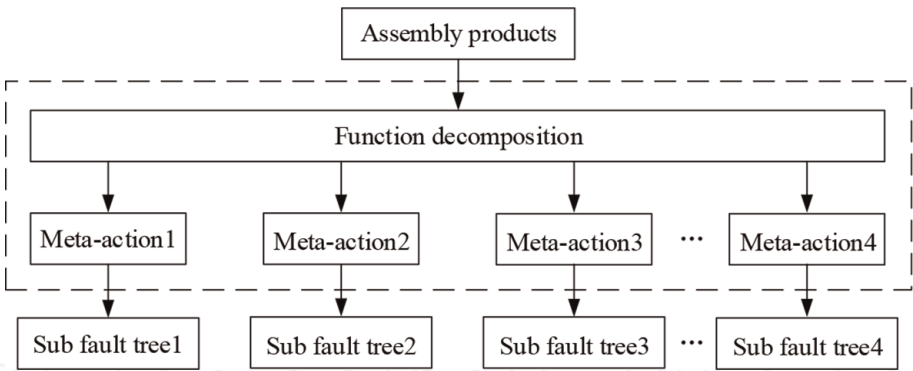 Assembly products
Function decomposition
Meta-action1 Meta-action2 Meta-action3 ... Meta-action4
Sub fault tree1 Sub fault tree2 Sub fault tree3 ... Sub fault tree4